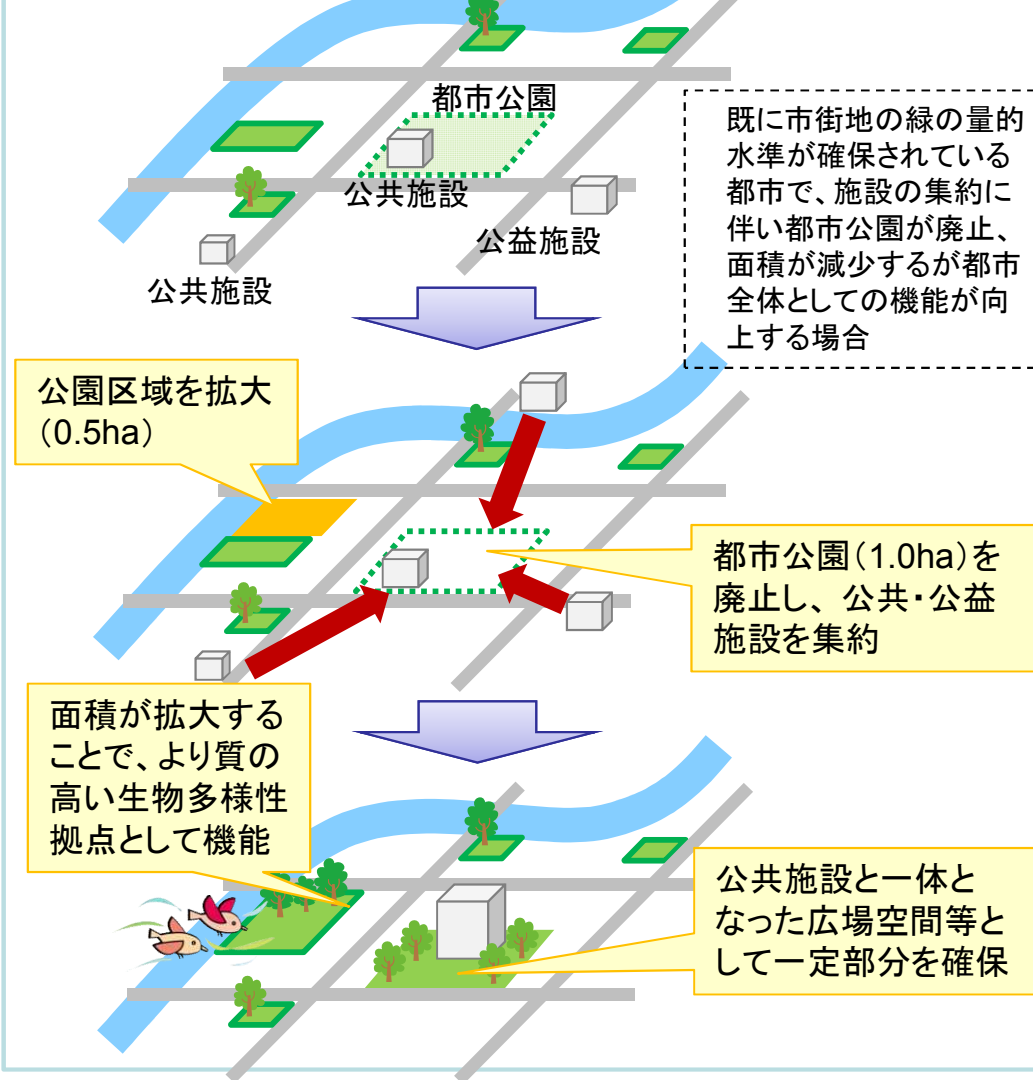 都市公園
公共施設
公益施設
公共施設
既に市街地の緑の量的
水準が確保されている
都市で、施設の集約に
伴い都市公園が廃止、
面積が減少するが都市
全体としての機能が向
上する場合
公園区域を拡大
（0.5ha）
都市公園（1.0ha）を
廃止し、公共・公益
施設を集約
面積が拡大する
ことで、より質の
高い生物多様性
拠点として機能
公共施設と一体と
なった広場空間等と
して一定部分を確保